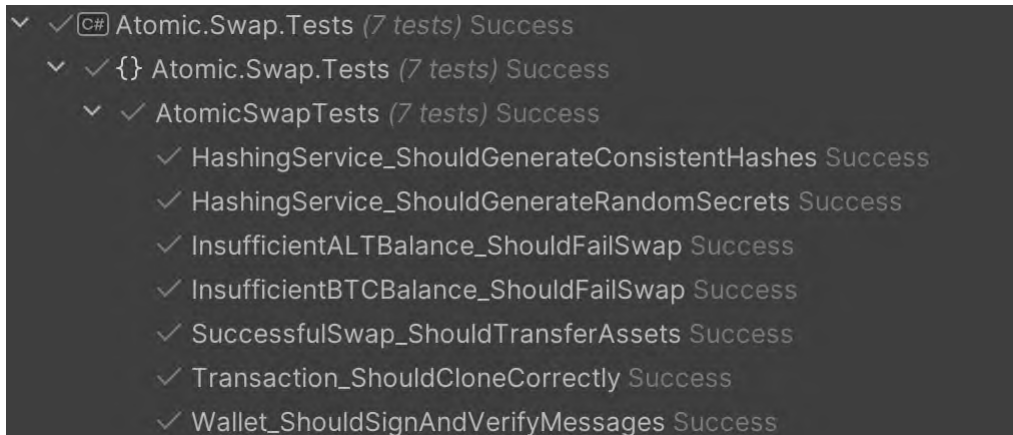 C# Atomic.Swap.Tests (7 tests) Success
{} Atomic.Swap.Tests (7 tests) Success
AtomicSwapTests (7 tests) Success
HashingService_ShouldGenerateConsistentHashes Success
HashingService_ShouldGenerateRandomSecrets Success
InsufficientALTBalance_ShouldFailSwap Success
InsufficientBTCBalance_ShouldFailSwap Success
SuccessfulSwap_ShouldTransferAssets Success
Transaction_ShouldCloneCorrectly Success
Wallet_ShouldSignAndVerifyMessages Success